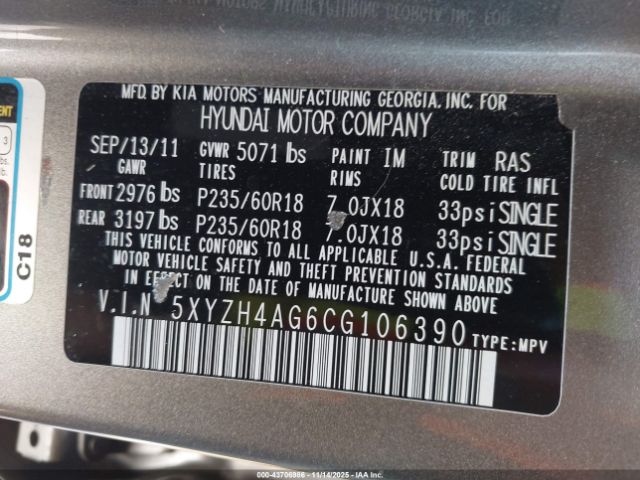 MFD. BY KIA MOTORS MANUFACTURING GEORGIA, INC. FOR
HYUNDAI MOTOR COMPANY
SEP/13/11 GVWR 5071 lbs PAINT IM TRIM RAS
GAWR TIRES RIMS COLD TIRE INFL
FRONT 2976 lbs P235/60R18 7.0JX18 33psi SINGLE
REAR 3197 lbs P235/60R18 7.0JX18 33psi SINGLE
THIS VEHICLE CONFORMS TO ALL APPLICABLE U.S.A. FEDERAL
MOTOR VEHICLE SAFETY AND THEFT PREVENTION STANDARDS
IN EFFECT ON THE DATE OF MANUFACTURE SHOWN ABOVE
V.I.N 5XYZH4AG6CG106390 TYPE:MPV
C18
© 43706986 - 11/14/2025 - IAAI.COM